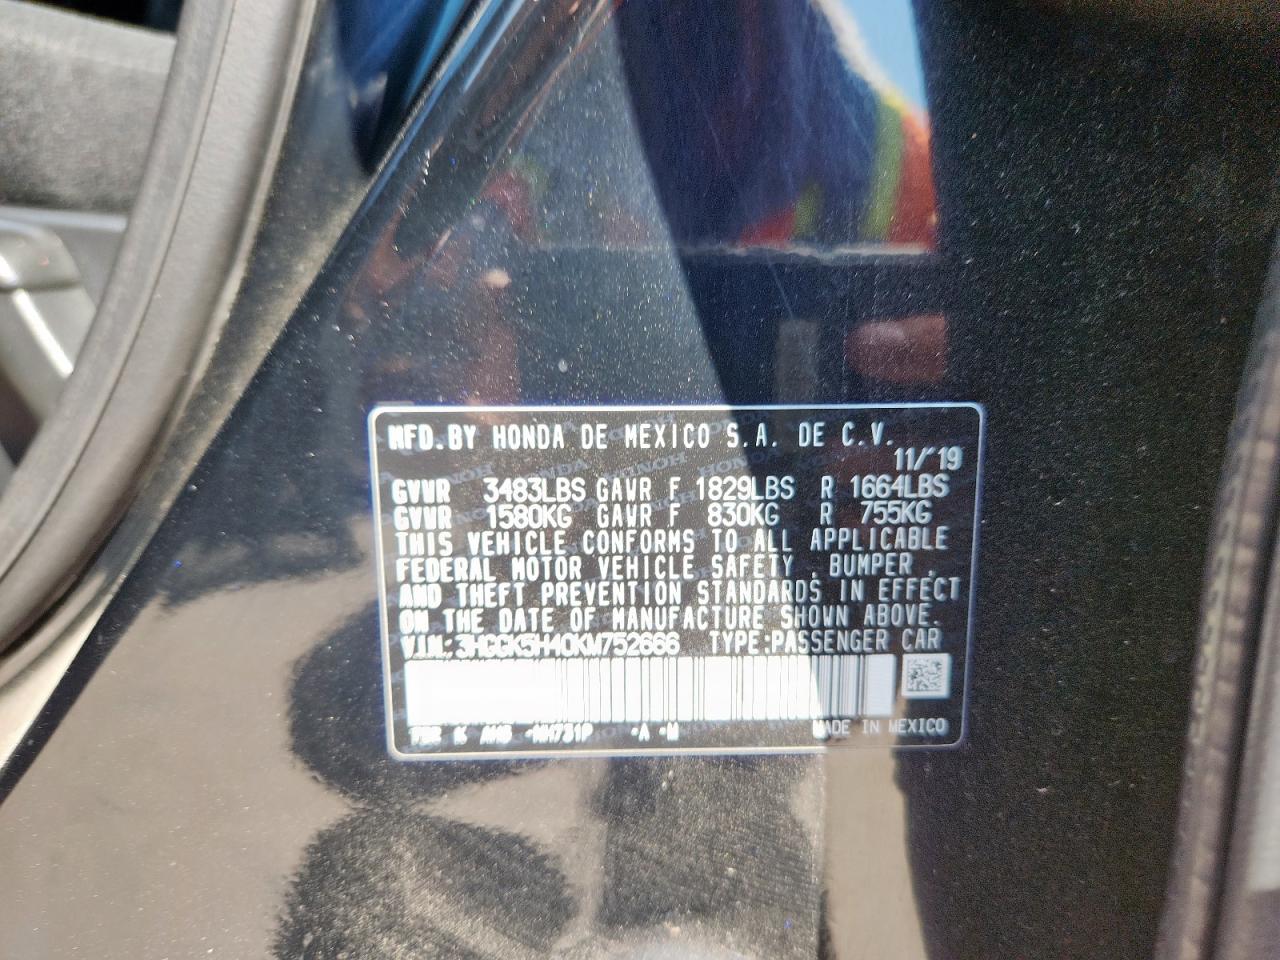 MFD.BY HONDA DE MEXICO S.A. DE C.V.
11/'19
GVWR 3483LBS GAWR F 1829LBS R 1664LBS
GVWR 1580KG GAWR F 830KG R 755KG
THIS VEHICLE CONFORMS TO ALL APPLICABLE
FEDERAL MOTOR VEHICLE SAFETY , BUMPER ,
AND THEFT PREVENTION STANDARDS IN EFFECT
ON THE DATE OF MANUFACTURE SHOWN ABOVE.
V.I.N.:3HGGK5H40KM752666 TYPE:PASSENGER CAR
K •NH731P •A •M MADE IN MEXICO